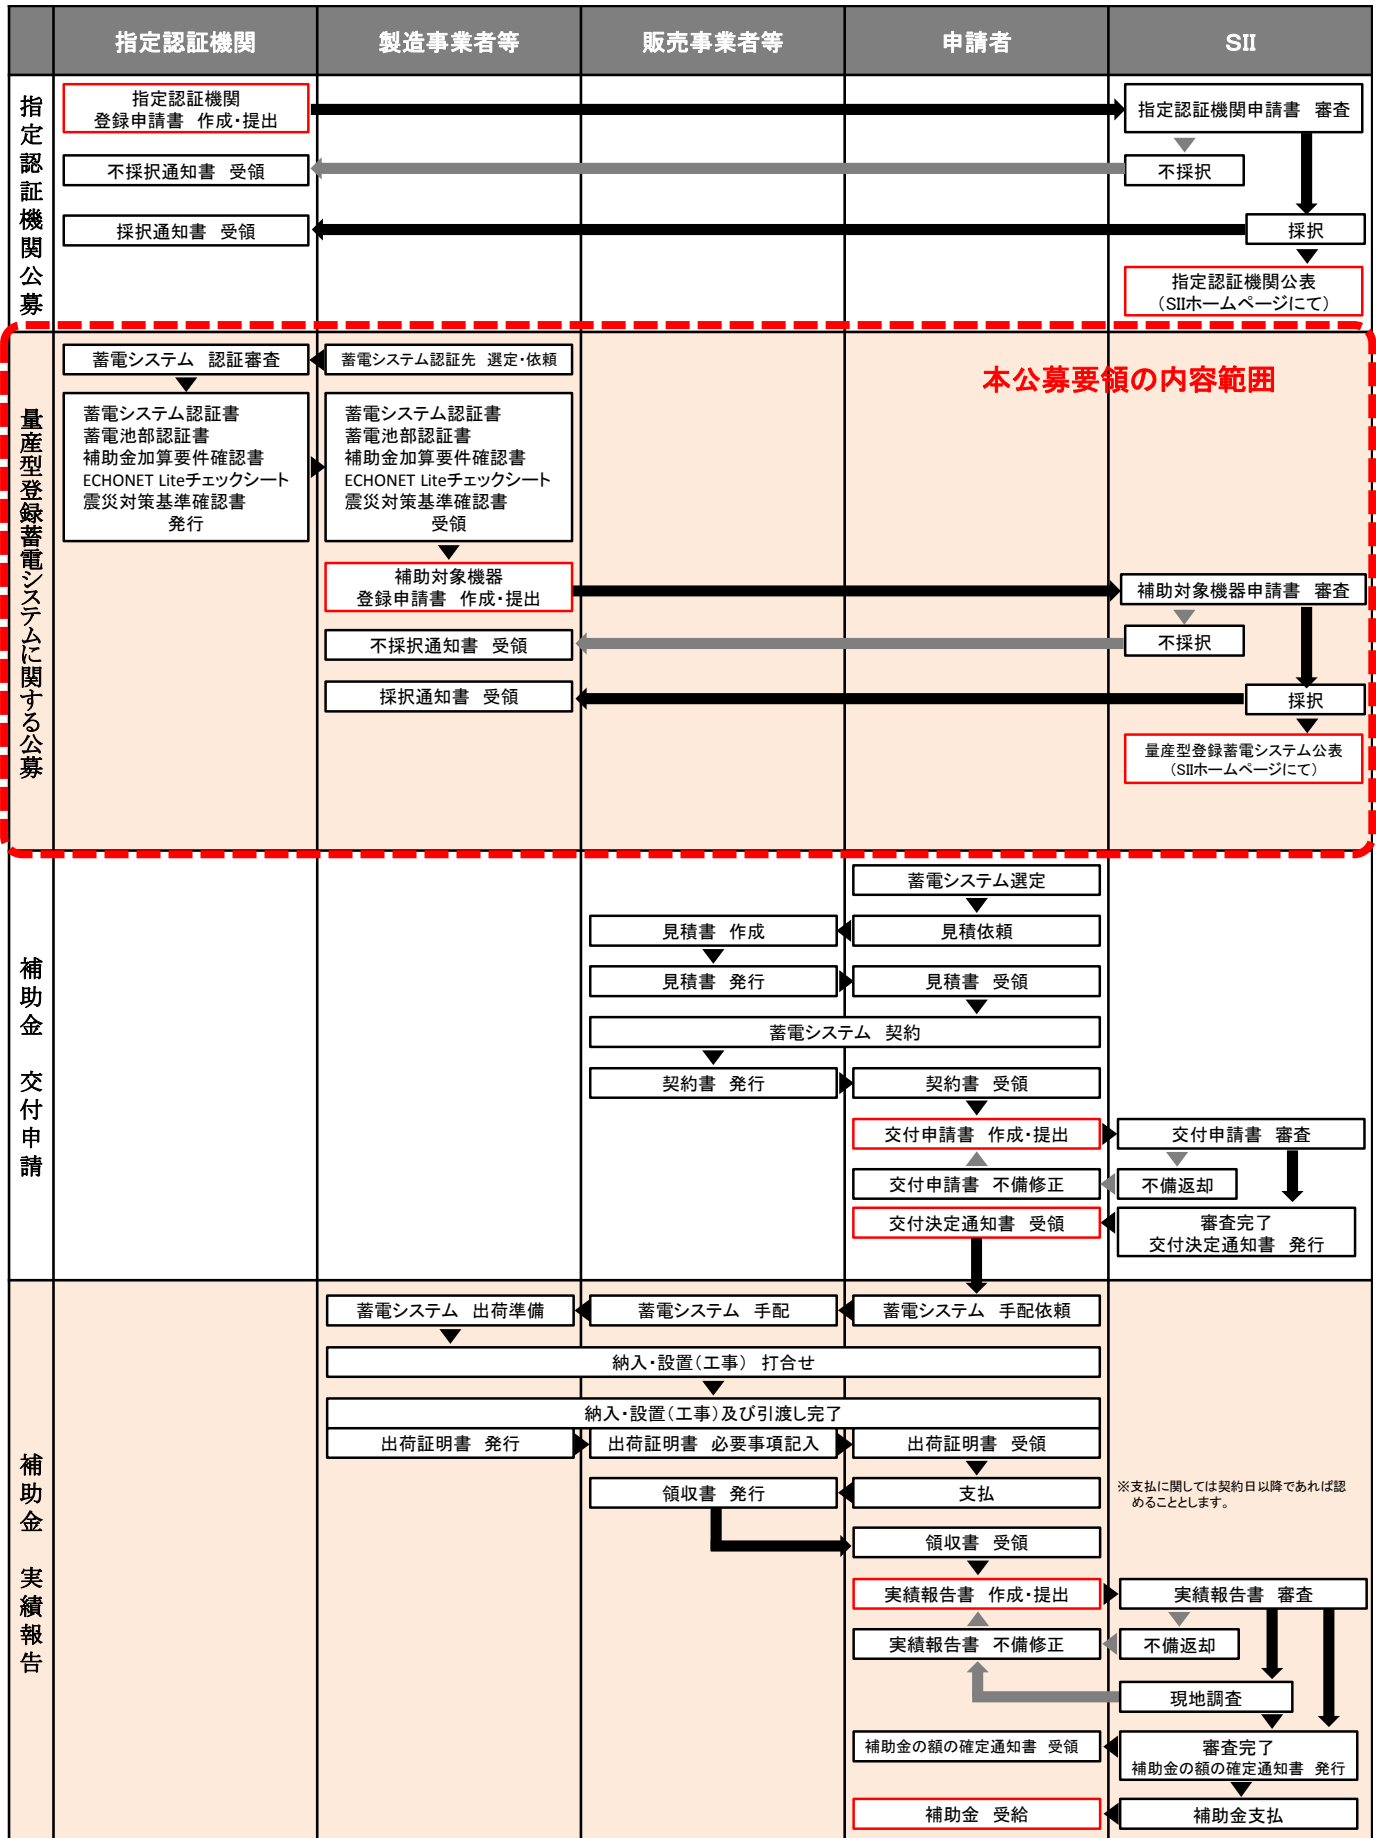 指定認証機関
製造事業者等
販売事業者等
申請者
SII
指定認証機関公募
指定認証機関
登録申請書 作成・提出
指定認証機関申請書 審査
不採択通知書 受領
不採択
採択通知書 受領
採択
指定認証機関公表
(SIIホームページにて)
量産型登録蓄電システムに関する公募
本公募要領の内容範囲
蓄電システム 認証審査
蓄電システム認証先 選定・依頼
蓄電システム認証書
蓄電池部認証書
補助金加算要件確認書
ECHONET Liteチェックシート
震災対策基準確認書
発行
蓄電システム認証書
蓄電池部認証書
補助金加算要件確認書
ECHONET Liteチェックシート
震災対策基準確認書
受領
補助対象機器
登録申請書 作成・提出
補助対象機器申請書 審査
不採択通知書 受領
不採択
採択通知書 受領
採択
量産型登録蓄電システム公表
(SIIホームページにて)
補助金 交付申請
蓄電システム選定
見積書 作成
見積依頼
見積書 発行
見積書 受領
蓄電システム 契約
契約書 発行
契約書 受領
交付申請書 作成・提出
交付申請書 審査
交付申請書 不備修正
不備返却
交付決定通知書 受領
審査完了
交付決定通知書 発行
補助金 実績報告
蓄電システム 出荷準備
蓄電システム 手配
蓄電システム 手配依頼
納入・設置(工事) 打合せ
納入・設置(工事)及び引渡し完了
出荷証明書 発行
出荷証明書 必要事項記入
出荷証明書 受領
領収書 発行
支払
※支払に関しては契約日以降であれば認
めることとします。
領収書 受領
実績報告書 作成・提出
実績報告書 審査
実績報告書 不備修正
不備返却
現地調査
補助金の額の確定通知書 受領
審査完了
補助金の額の確定通知書 発行
補助金 受給
補助金支払